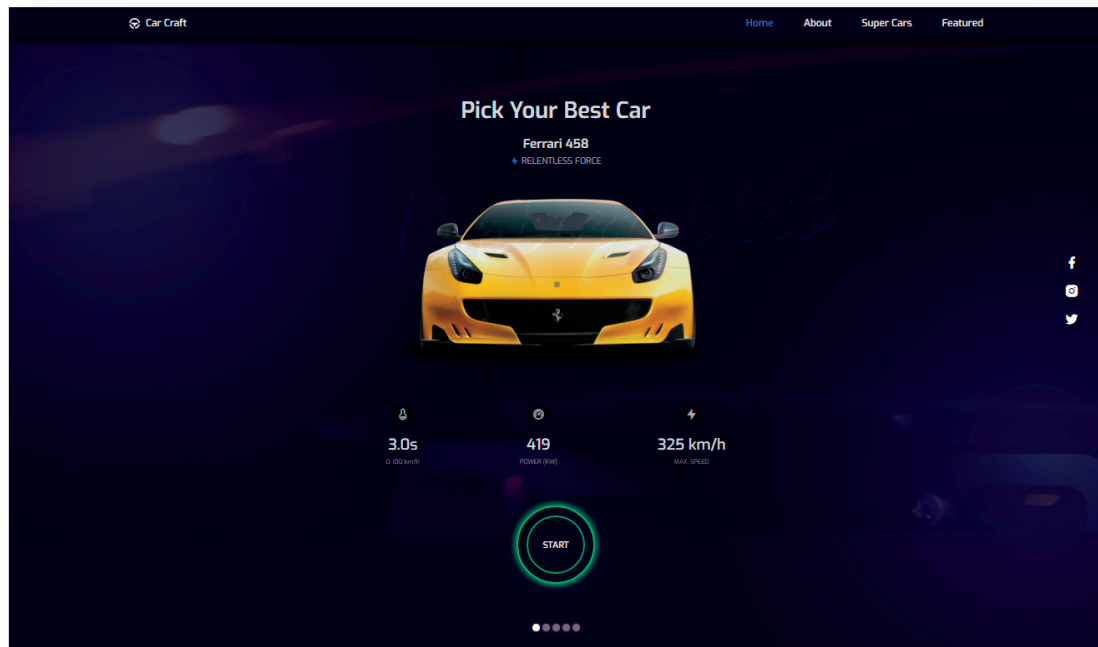 Car Craft
Home About Super Cars Featured
Pick Your Best Car
Ferrari 458
RELENTLESS FORCE
3.0s 419 325 km/h
0-100 km/h POWER (KW) MAX. SPEED
START